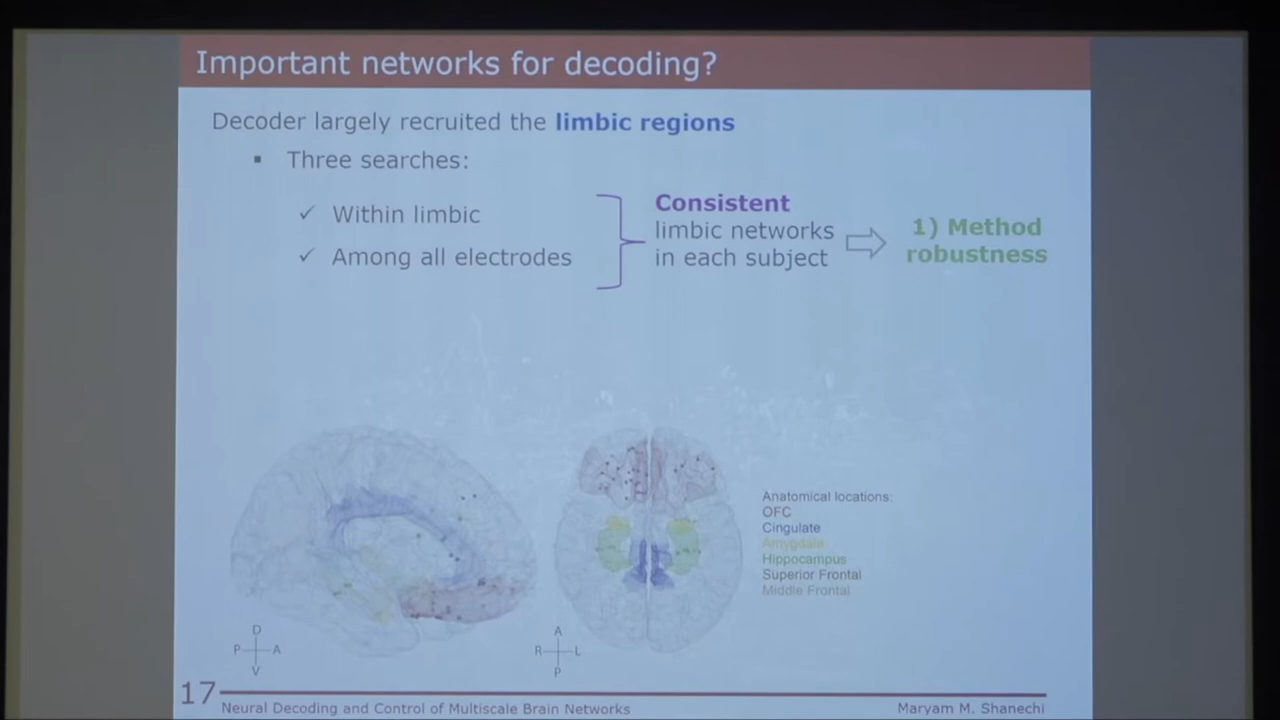 Important networks for decoding?
Decoder largely recruited the limbic regions
▪ Three searches:
✓ Within limbic
✓ Among all electrodes
Consistent
limbic networks
in each subject
1) Method
robustness
Anatomical locations:
OFC
Cingulate
Amygdala
Hippocampus
Superior Frontal
Middle Frontal
D
P A
V
A
R L
P
17
Neural Decoding and Control of Multiscale Brain Networks
Maryam M. Shanechi